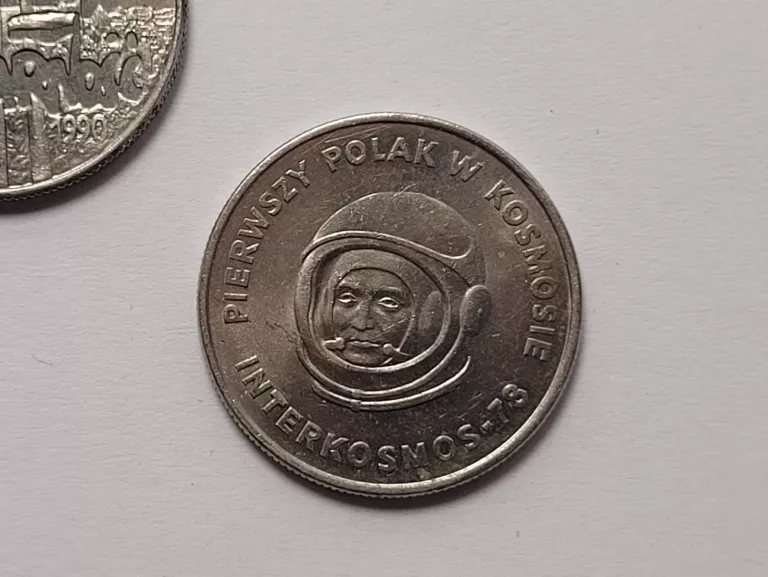 1990
PIERWSZY POLAK W KOSMOSIE
INTERKOSMOS-78